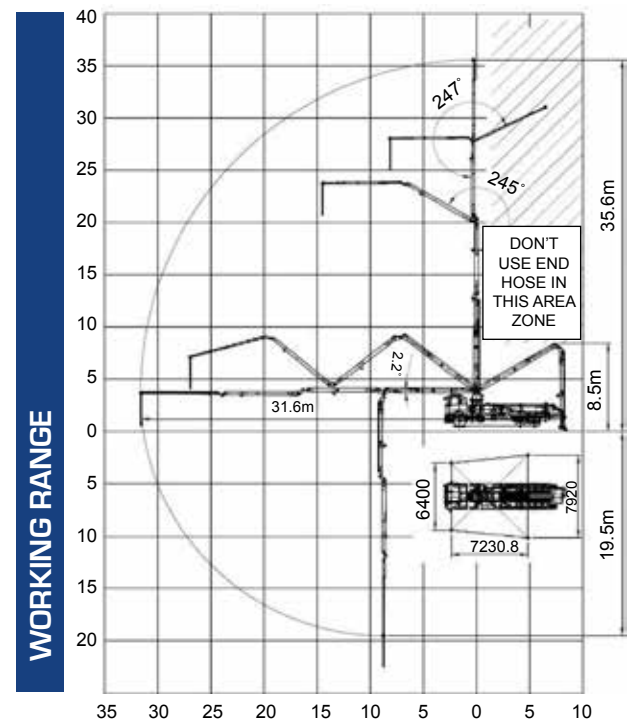 WORKING RANGE
40
35
30
25
20
15
10
5
0
5
10
15
20
247°
245°
DON'T
USE END
HOSE IN
THIS AREA
ZONE
35.6m
2.2°
31.6m
8.5m
6400
7920
7230.8
19.5m
35 30 25 20 15 10 5 0 5 10